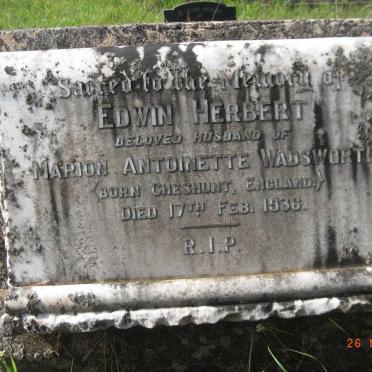 Sacred to the Memory of
EDWIN HERBERT
BELOVED HUSBAND OF
MARION ANTOINETTE WADSWORTH
(BORN CHESHUNT, ENGLAND,)
DIED 17TH FEB. 1936.
R.I.P.
26